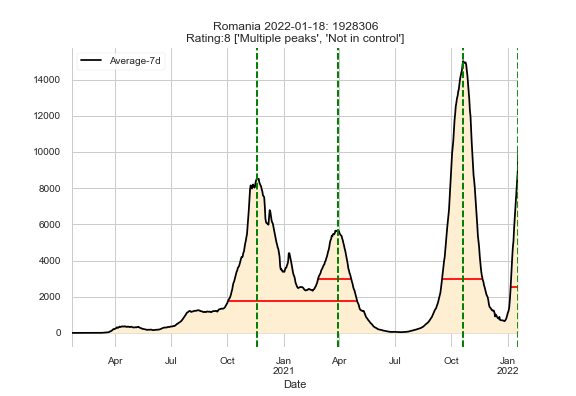 Romania 2022-01-18: 1928306
Rating:8 ['Multiple peaks', 'Not in control']
Average-7d
14000
12000
10000
8000
6000
4000
2000
0
Apr Jul Oct Jan Apr Jul Oct Jan
2021 2022
Date